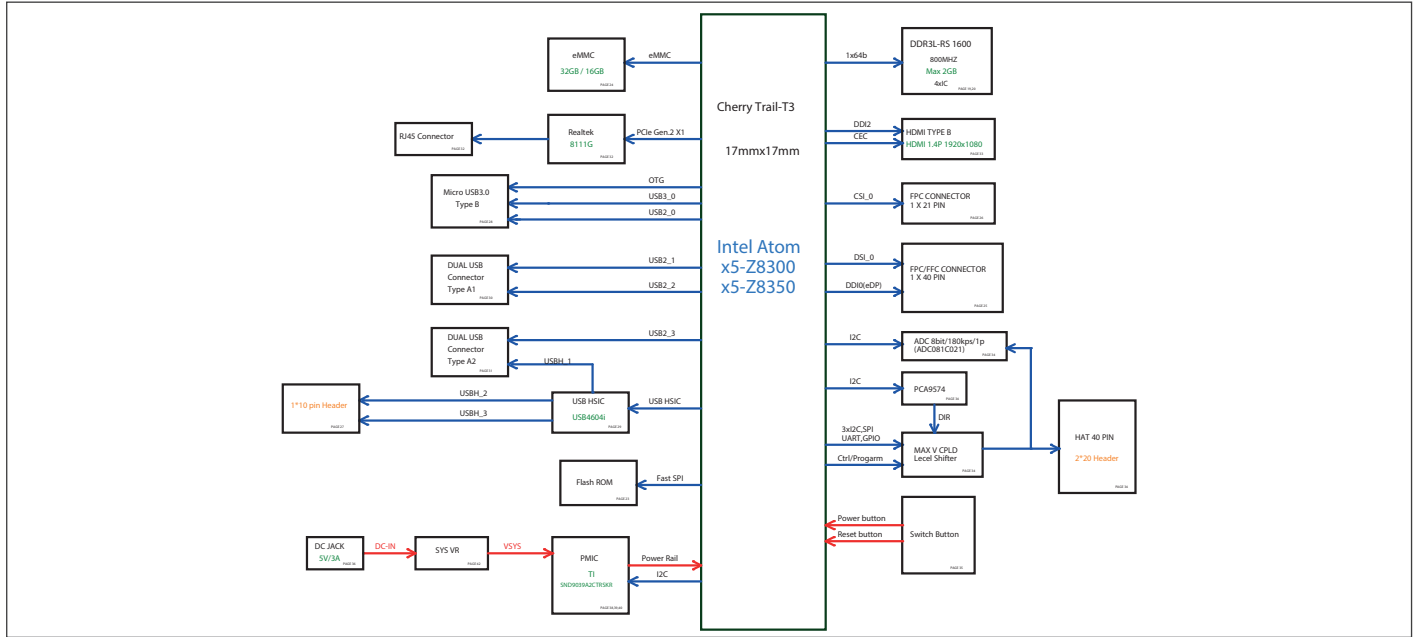 eMMC
32GB / 16GB
eMMC
RJ45 Connector
Realtek
8111G
PCIe Gen.2 X1
Micro USB3.0
Type B
OTG
USB3_0
USB2_0
DUAL USB
Connector
Type A1
USB2_1
USB2_2
DUAL USB
Connector
Type A2
USB2_3
USBH_1
1*10 pin Header
USBH_2
USBH_3
USB HSIC
USB4604i
USB HSIC
Flash ROM
Fast SPI
DC JACK
5V/3A
DC-IN
SYS VR
VSYS
PMIC
TI
SND9039A2CTRSKR
Power Rail
I2C
Cherry Trail-T3
17mmx17mm
Intel Atom
x5-Z8300
x5-Z8350
1x64b
DDR3L-RS 1600
800MHZ
Max 2GB
4xIC
DDI2
CEC
HDMI TYPE B
HDMI 1.4P 1920x1080
CSI_0
FPC CONNECTOR
1 X 21 PIN
DSI_0
DDI0(eDP)
FPC/FFC CONNECTOR
1 X 40 PIN
I2C
ADC 8bit/180kps/1p
(ADC081C021)
I2C
PCA9574
DIR
3xI2C,SPI
UART,GPIO
Ctrl/Progarm
MAX V CPLD
Lecel Shifter
HAT 40 PIN
2*20 Header
Power button
Reset button
Switch Button